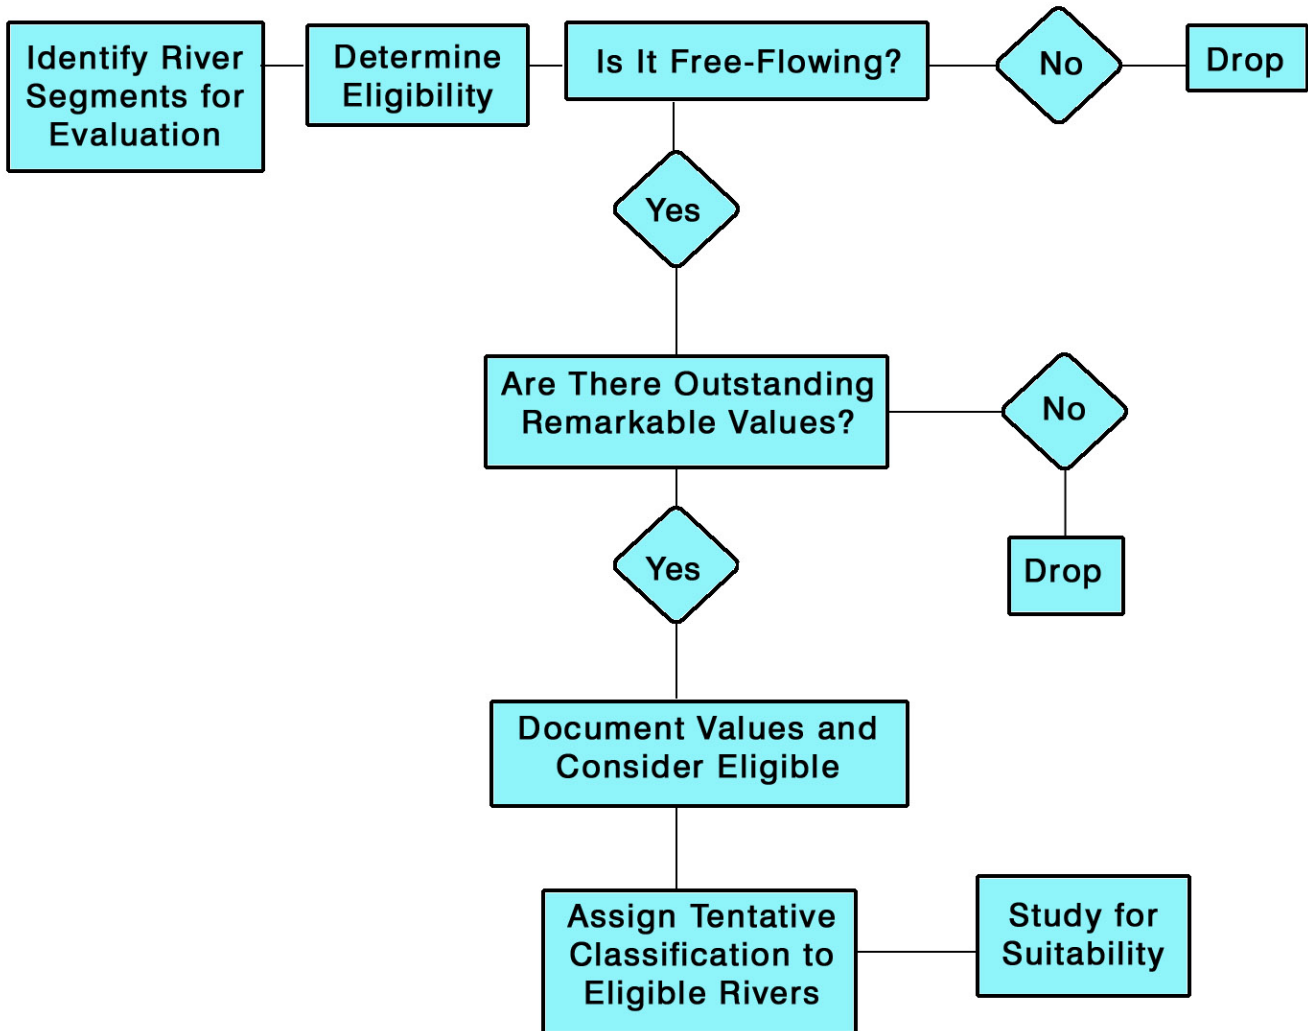 Identify River
Segments for
Evaluation
Determine
Eligibility
Is It Free-Flowing?
No
Drop
Yes
Are There Outstanding
Remarkable Values?
No
Drop
Yes
Document Values and
Consider Eligible
Assign Tentative
Classification to
Eligible Rivers
Study for
Suitability